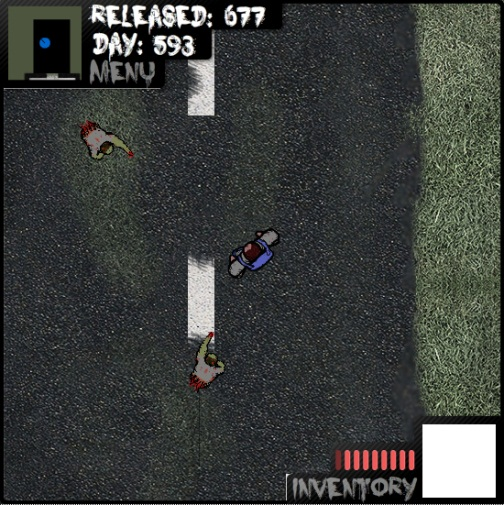 RELEASED: 677
DAY: 593
MENU
INVENTORY